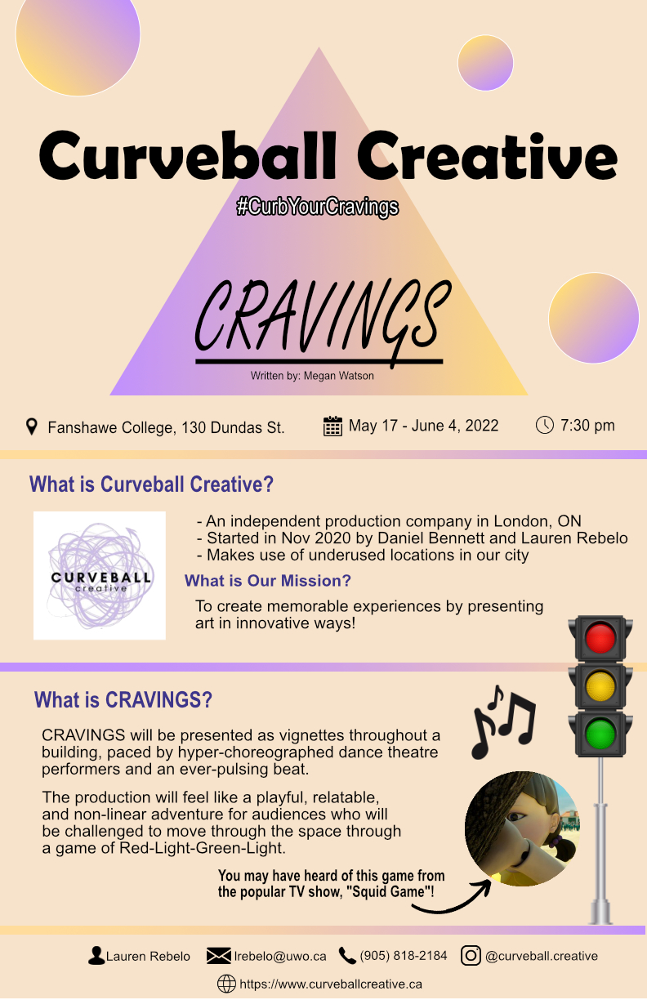 Curveball Creative
#CurbYourCravings
CRAVINGS
Written by: Megan Watson
Fanshawe College, 130 Dundas St.
May 17 - June 4, 2022
7:30 pm
What is Curveball Creative?
CURVEBALL
creative
- An independent production company in London, ON
- Started in Nov 2020 by Daniel Bennett and Lauren Rebelo
- Makes use of underused locations in our city
What is Our Mission?
To create memorable experiences by presenting
art in innovative ways!
What is CRAVINGS?
CRAVINGS will be presented as vignettes throughout a
building, paced by hyper-choreographed dance theatre
performers and an ever-pulsing beat.
The production will feel like a playful, relatable,
and non-linear adventure for audiences who will
be challenged to move through the space through
a game of Red-Light-Green-Light.
You may have heard of this game from
the popular TV show, "Squid Game"!
Lauren Rebelo
lrebelo@uwo.ca
(905) 818-2184
@curveball.creative
https://www.curveballcreative.ca